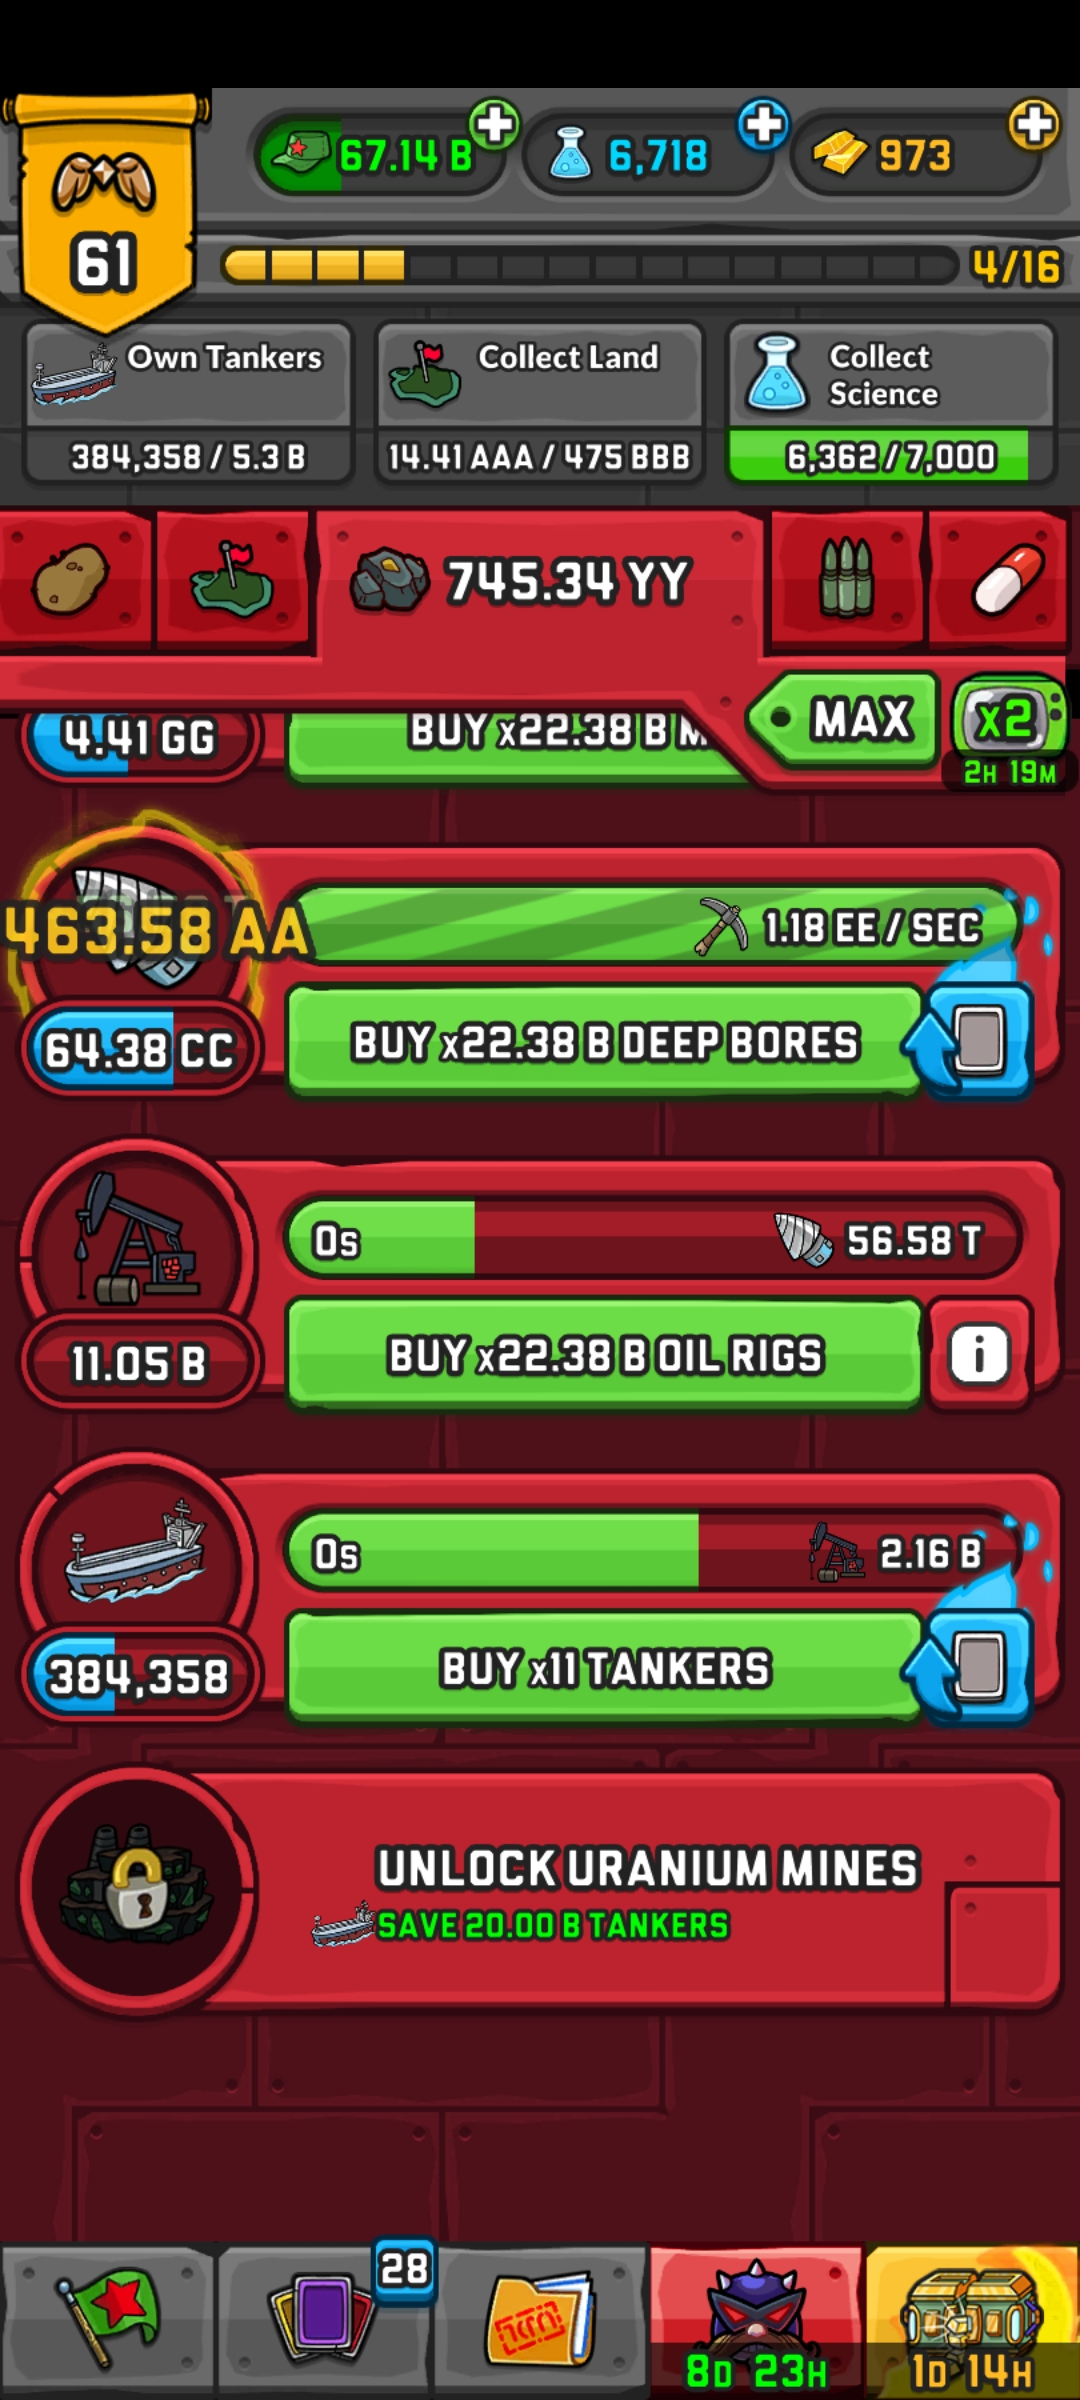 67.14 B
6,718
973
61
4/16
Own Tankers
384,358 / 5.3 B
Collect Land
14.41 AAA / 475 BBB
Collect
Science
6,362 / 7,000
745.34 YY
MAX
x2
2H 19M
4.41 GG
BUY x22.38 B
463.58 AA
1.18 EE / SEC
64.38 CC
BUY x22.38 B DEEP BORES
0s
56.58 T
11.05 B
BUY x22.38 B OIL RIGS
i
0s
2.16 B
384,358
BUY x11 TANKERS
UNLOCK URANIUM MINES
SAVE 20.00 B TANKERS
28
8D 23H
1D 14H